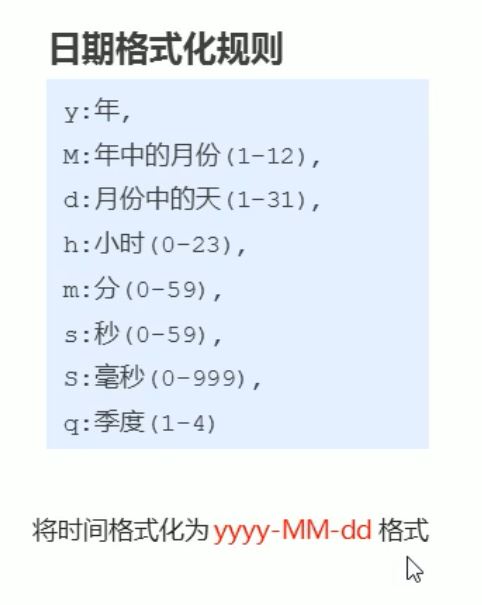 日期格式化规则
y:年,
M:年中的月份(1-12),
d:月份中的天(1-31),
h:小时(0-23),
m:分(0-59),
s:秒(0-59),
S:毫秒(0-999),
q:季度(1-4)
将时间格式化为 yyyy-MM-dd 格式